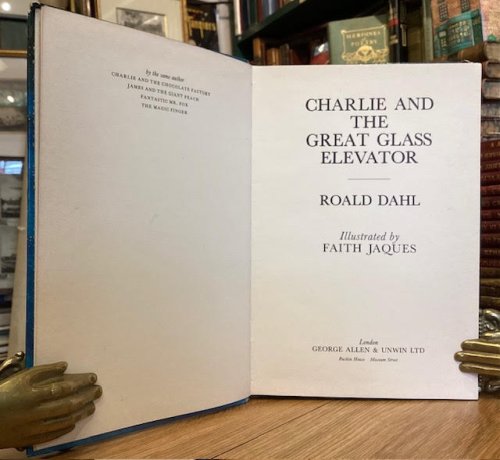 by the same author
CHARLIE AND THE CHOCOLATE FACTORY
JAMES AND THE GIANT PEACH
FANTASTIC MR. FOX
THE MAGIC FINGER
CHARLIE AND
THE
GREAT GLASS
ELEVATOR
ROALD DAHL
Illustrated by
FAITH JAQUES
London
GEORGE ALLEN & UNWIN LTD
Ruskin House Museum Street
HEROINES
POETRY